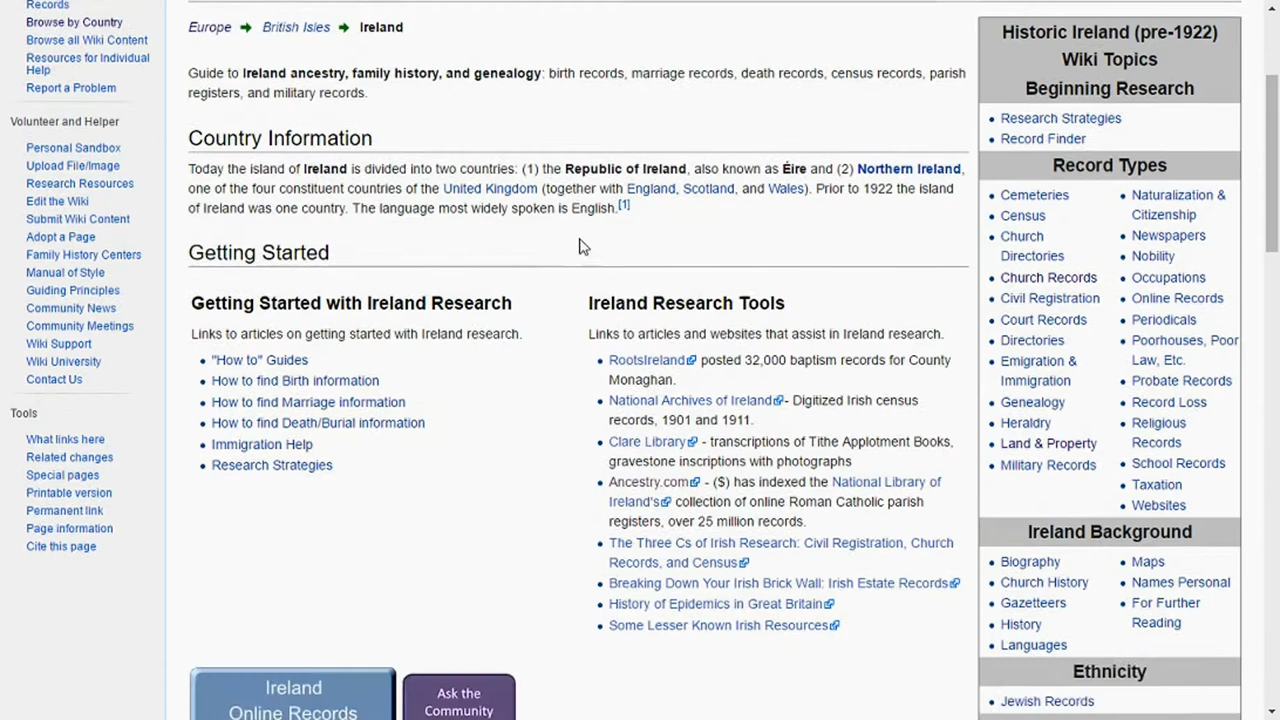 Records
Browse by Country
Browse all Wiki Content
Resources for Individual
Help
Report a Problem
Volunteer and Helper
Personal Sandbox
Upload File/Image
Research Resources
Edit the Wiki
Submit Wiki Content
Adopt a Page
Family History Centers
Manual of Style
Guiding Principles
Community News
Community Meetings
Wiki Support
Wiki University
Contact Us
Tools
What links here
Related changes
Special pages
Printable version
Permanent link
Page information
Cite this page
Europe British Isles Ireland
Guide to Ireland ancestry, family history, and genealogy: birth records, marriage records, death records, census records, parish
registers, and military records.
Country Information
Today the island of Ireland is divided into two countries: (1) the Republic of Ireland, also known as Éire and (2) Northern Ireland,
one of the four constituent countries of the United Kingdom (together with England, Scotland, and Wales). Prior to 1922 the island
of Ireland was one country. The language most widely spoken is English.[1]
Getting Started
Getting Started with Ireland Research
Links to articles on getting started with Ireland research.
• "How to" Guides
• How to find Birth information
• How to find Marriage information
• How to find Death/Burial information
• Immigration Help
• Research Strategies
Ireland Research Tools
Links to articles and websites that assist in Ireland research.
• RootsIreland posted 32,000 baptism records for County
Monaghan.
• National Archives of Ireland- Digitized Irish census
records, 1901 and 1911.
• Clare Library - transcriptions of Tithe Applotment Books,
gravestone inscriptions with photographs
• Ancestry.com - ($) has indexed the National Library of
Ireland's collection of online Roman Catholic parish
registers, over 25 million records.
• The Three Cs of Irish Research: Civil Registration, Church
Records, and Census
• Breaking Down Your Irish Brick Wall: Irish Estate Records
• History of Epidemics in Great Britain
• Some Lesser Known Irish Resources
Ireland
Online Records
Ask the
Community
Historic Ireland (pre-1922)
Wiki Topics
Beginning Research
• Research Strategies
• Record Finder
Record Types
• Cemeteries
• Census
• Church
Directories
• Church Records
• Civil Registration
• Court Records
• Directories
• Emigration &
Immigration
• Genealogy
• Heraldry
• Land & Property
• Military Records
• Naturalization &
Citizenship
• Newspapers
• Nobility
• Occupations
• Online Records
• Periodicals
• Poorhouses, Poor
Law, Etc.
• Probate Records
• Record Loss
• Religious
Records
• School Records
• Taxation
• Websites
Ireland Background
• Biography
• Church History
• Gazetteers
• History
• Languages
• Maps
• Names Personal
• For Further
Reading
Ethnicity
• Jewish Records